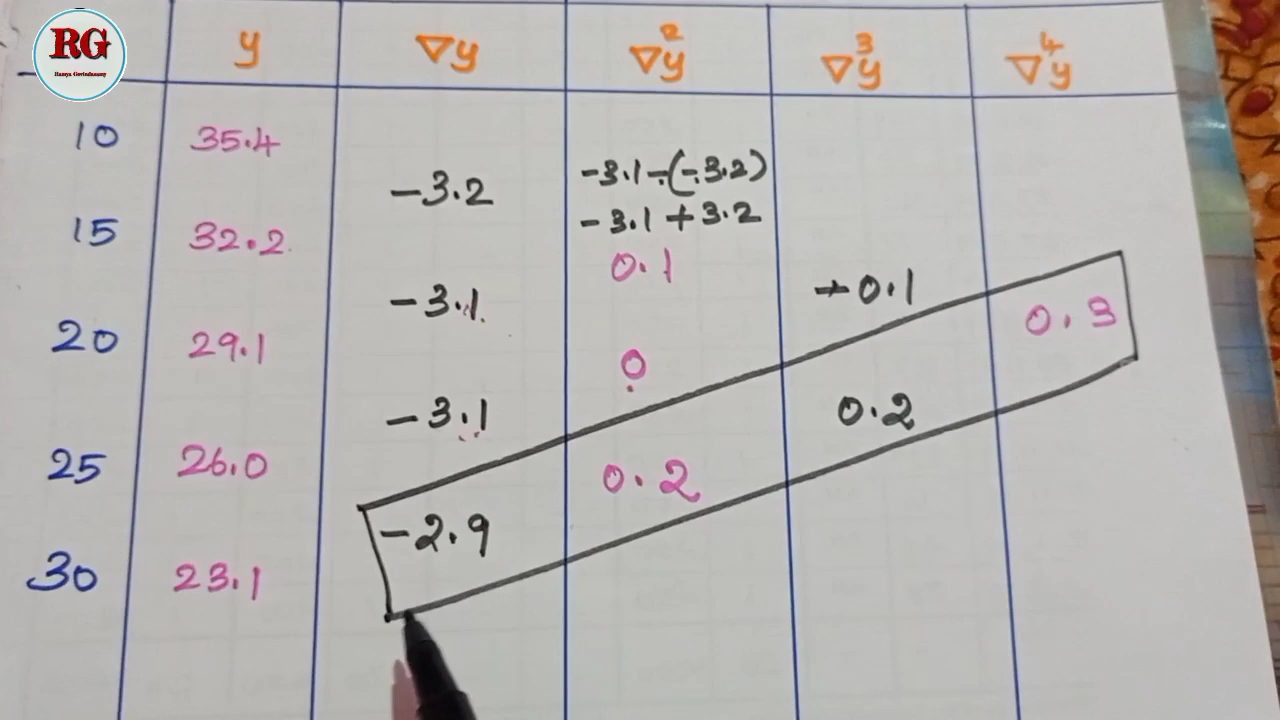 RG
Ramya Govindasamy
y ∇y ∇²y ∇³y ∇⁴y
10 35.4
-3.2 -3.1-(-3.2)
-3.1+3.2
15 32.2 0.1
-3.1 -0.1
20 29.1 0 0.3
-3.1 0.2
25 26.0 0.2
-2.9
30 23.1